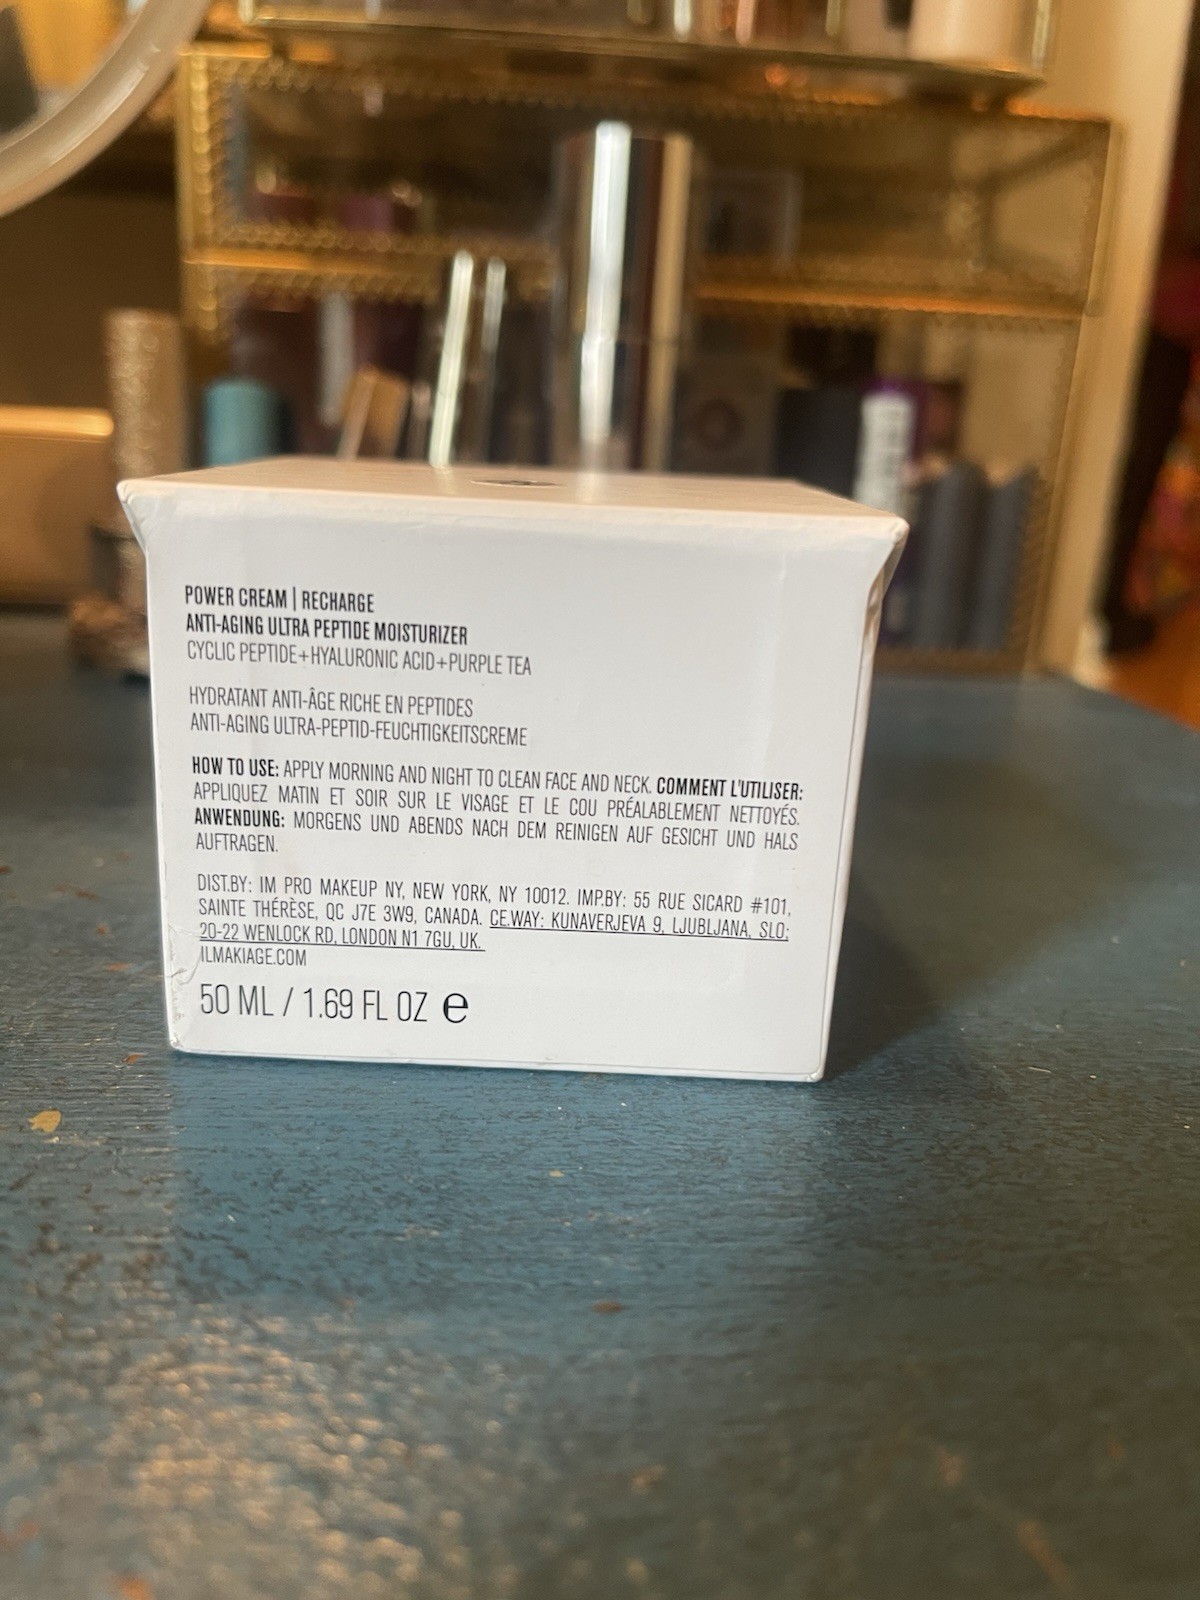 POWER CREAM | RECHARGE
ANTI-AGING ULTRA PEPTIDE MOISTURIZER
CYCLIC PEPTIDE+HYALURONIC ACID+PURPLE TEA
HYDRATANT ANTI-ÂGE RICHE EN PEPTIDES
ANTI-AGING ULTRA-PEPTID-FEUCHTIGKEITSCREME
HOW TO USE: APPLY MORNING AND NIGHT TO CLEAN FACE AND NECK. COMMENT L'UTILISER:
APPLIQUEZ MATIN ET SOIR SUR LE VISAGE ET LE COU PRÉALABLEMENT NETTOYÉS.
ANWENDUNG: MORGENS UND ABENDS NACH DEM REINIGEN AUF GESICHT UND HALS
AUFTRAGEN.
DIST.BY: IM PRO MAKEUP NY, NEW YORK, NY 10012. IMP.BY: 55 RUE SICARD #101,
SAINTE THÉRÈSE, QC J7E 3W9, CANADA. CE.WAY: KUNAVERJEVA 9, LJUBLJANA, SLO;
20-22 WENLOCK RD, LONDON N1 7GU, UK.
ILMAKIAGE.COM
50 ML / 1.69 FL OZ e